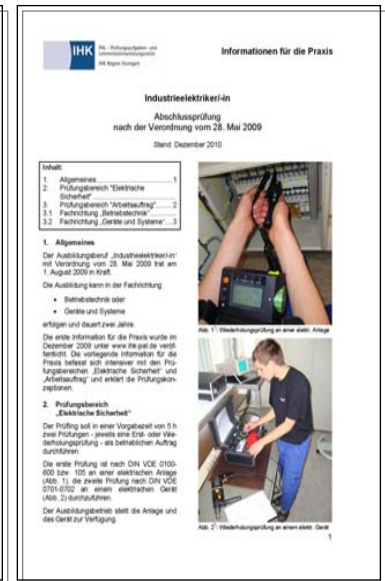 IHK
PAL - Prüfungsaufgaben- und
Lehrmittelentwicklungsstelle
IHK Region Stuttgart
Informationen für die Praxis
Industrieelektriker/-in
Abschlussprüfung
nach der Verordnung vom 28. Mai 2009
Stand: Dezember 2010
Inhalt:
1. Allgemeines ........................ 1
2. Prüfungsbereich "Elektrische
Sicherheit" ........................
3. Prüfungsbereich "Arbeitsauftrag" ........ 2
3.1 Fachrichtung „Betriebstechnik“ ...........
3.2 Fachrichtung „Geräte und Systeme“ .... 3
1. Allgemeines
Der Ausbildungsberuf „Industrieelektriker/-in“
mit Verordnung vom 28. Mai 2009 trat am
1. August 2009 in Kraft.
Die Ausbildung kann in der Fachrichtung
• Betriebstechnik oder
• Geräte und Systeme
erfolgen und dauert zwei Jahre.
Die erste Information für die Praxis wurde im
Dezember 2009 unter www.ihk-pal.de veröf-
fentlicht. Die vorliegende Information für die
Praxis befasst sich intensiver mit den Prü-
fungsbereichen „Elektrische Sicherheit“ und
„Arbeitsauftrag“ und erklärt die Prüfungskon-
zeptionen.
2. Prüfungsbereich
„Elektrische Sicherheit“
Der Prüfling soll in einer Vorgabezeit von 5 h
zwei Prüfungen - jeweils eine Erst- oder Wie-
derholungsprüfung - als betrieblichen Auftrag
durchführen.
Die erste Prüfung ist nach DIN VDE 0100-
600 bzw. 105 an einer elektrischen Anlage
(Abb. 1), die zweite Prüfung nach DIN VDE
0701-0702 an einem elektrischen Gerät
(Abb. 2) durchzuführen.
Der Ausbildungsbetrieb stellt die Anlage und
das Gerät zur Verfügung.
Abb. 1: Wiederholungsprüfung an einer elektr. Anlage
Abb. 2: Wiederholungsprüfung an einem elektr. Gerät
1